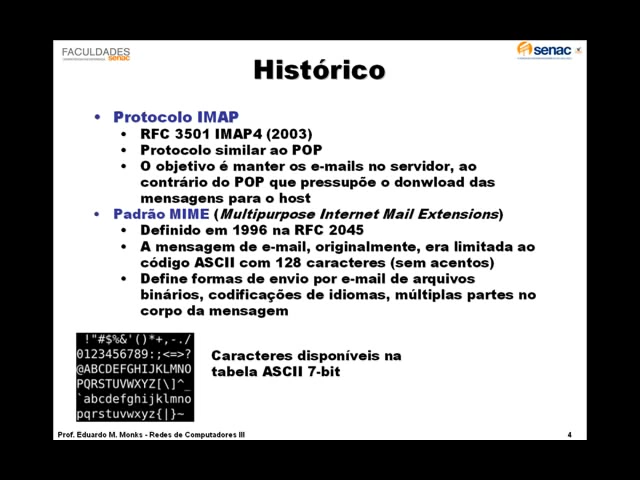 FACULDADES
senac
senac
Histórico
• Protocolo IMAP
• RFC 3501 IMAP4 (2003)
• Protocolo similar ao POP
• O objetivo é manter os e-mails no servidor, ao
contrário do POP que pressupõe o donwload das
mensagens para o host
• Padrão MIME (Multipurpose Internet Mail Extensions)
• Definido em 1996 na RFC 2045
• A mensagem de e-mail, originalmente, era limitada ao
código ASCII com 128 caracteres (sem acentos)
• Define formas de envio por e-mail de arquivos
binários, codificações de idiomas, múltiplas partes no
corpo da mensagem
!"#$%&'()*+,-./
0123456789:;<=>?
@ABCDEFGHIJKLMNO
PQRSTUVWXYZ[\]^_
`abcdefghijklmno
pqrstuvwxyz{|}~
Caracteres disponíveis na
tabela ASCII 7-bit
Prof. Eduardo M. Monks - Redes de Computadores III
4